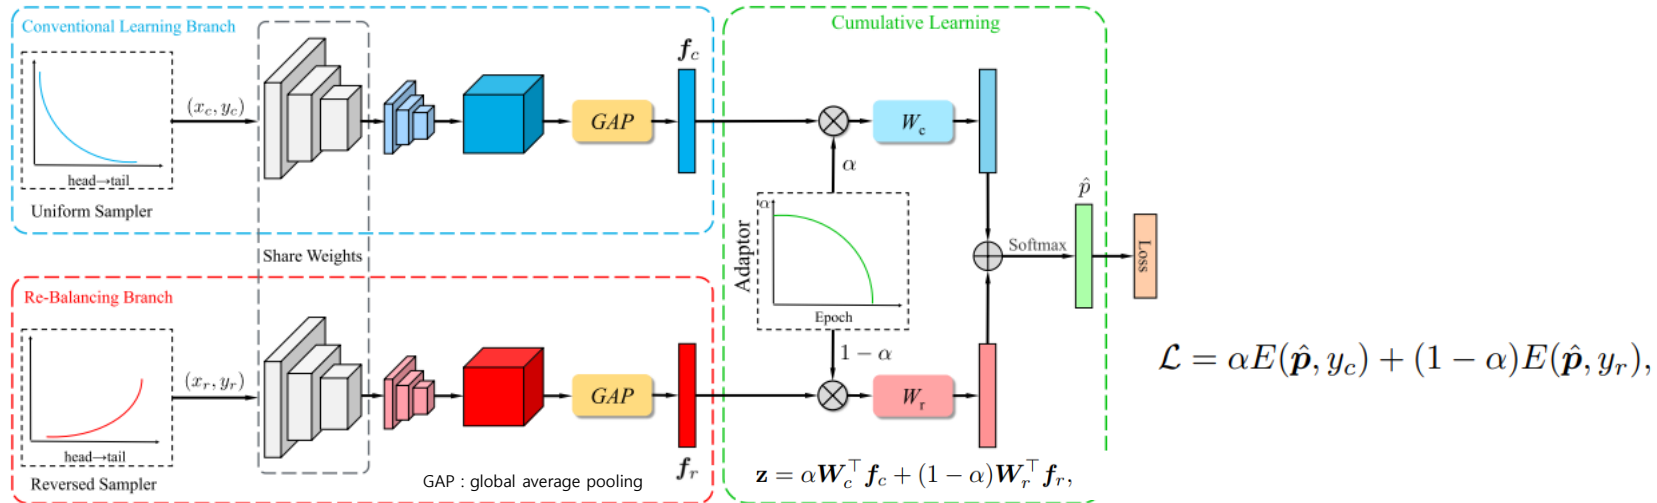 Conventional Learning Branch
(x_c, y_c)
head→tail
Uniform Sampler
GAP
f_c
Share Weights
Re-Balancing Branch
(x_r, y_r)
head→tail
Reversed Sampler
GAP
f_r
GAP : global average pooling
Cumulative Learning
W_c
α
α
Adaptor
Epoch
1 − α
W_r
Softmax
p̂
Loss
z = αW_c^⊤ f_c + (1 − α)W_r^⊤ f_r,
ℒ = αE(p̂, y_c) + (1 − α)E(p̂, y_r),